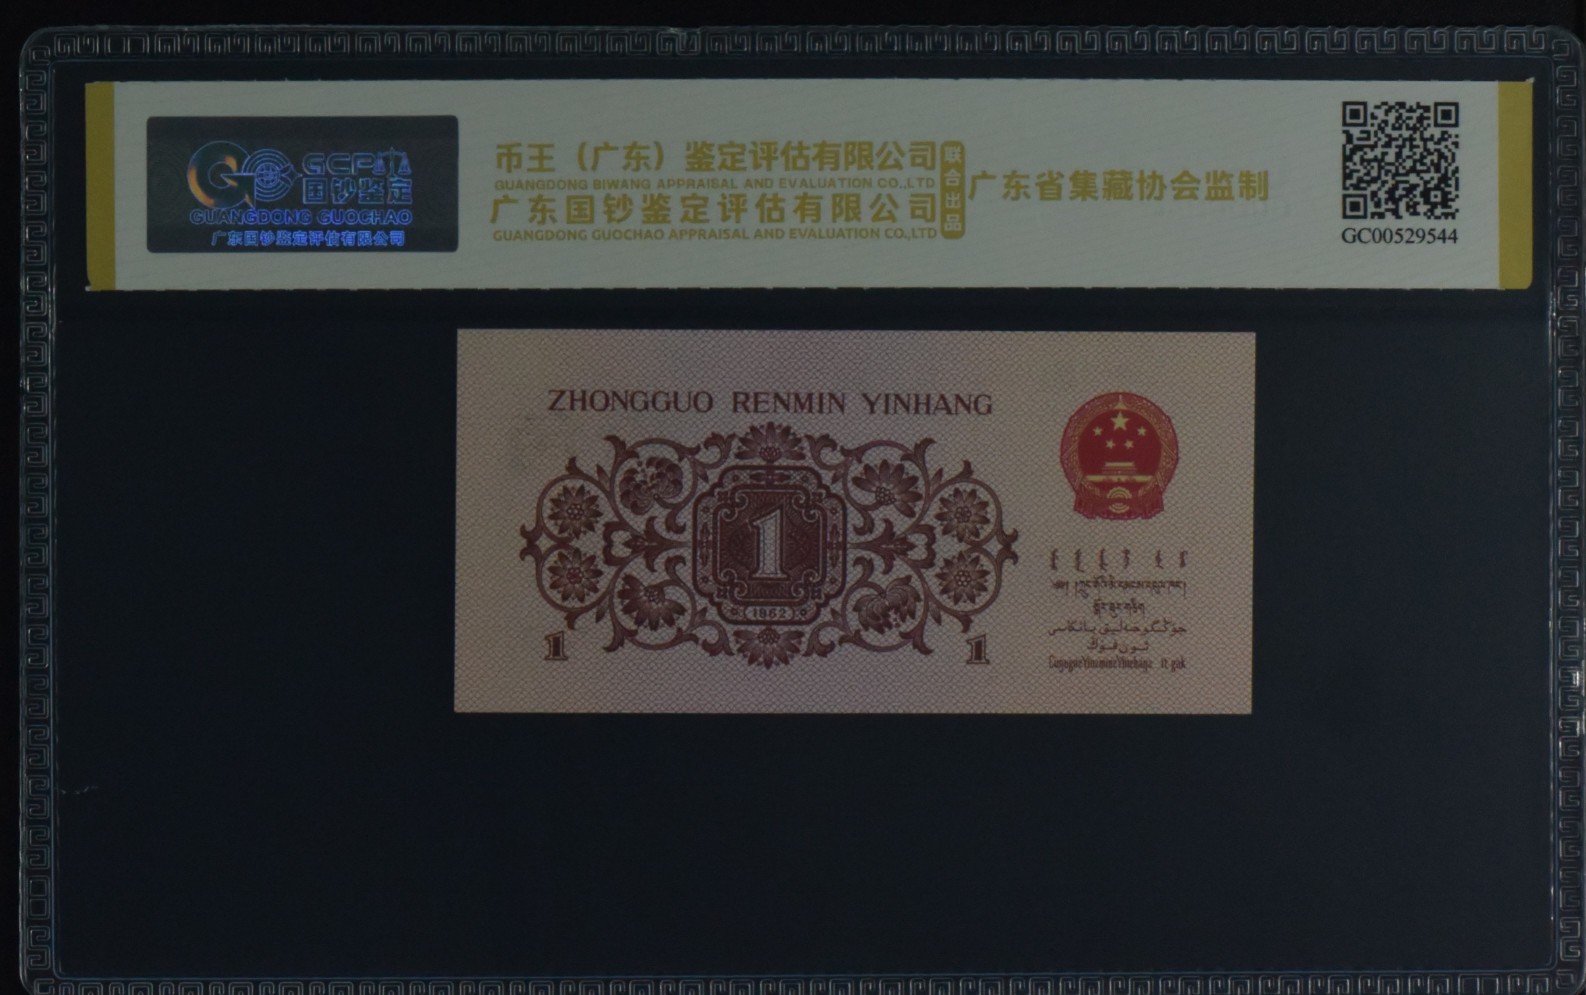 GCPJ
国钞鉴定
GUANGDONG GUOCHAO
广东国钞鉴定评估有限公司
币王（广东）鉴定评估有限公司
GUANGDONG BIWANG APPRAISAL AND EVALUATION CO.,LTD
广东国钞鉴定评估有限公司
GUANGDONG GUOCHAO APPRAISAL AND EVALUATION CO.,LTD
联合出品
广东省集藏协会监制
GC00529544
ZHONGGUO RENMIN YINHANG
1
1962
1
1